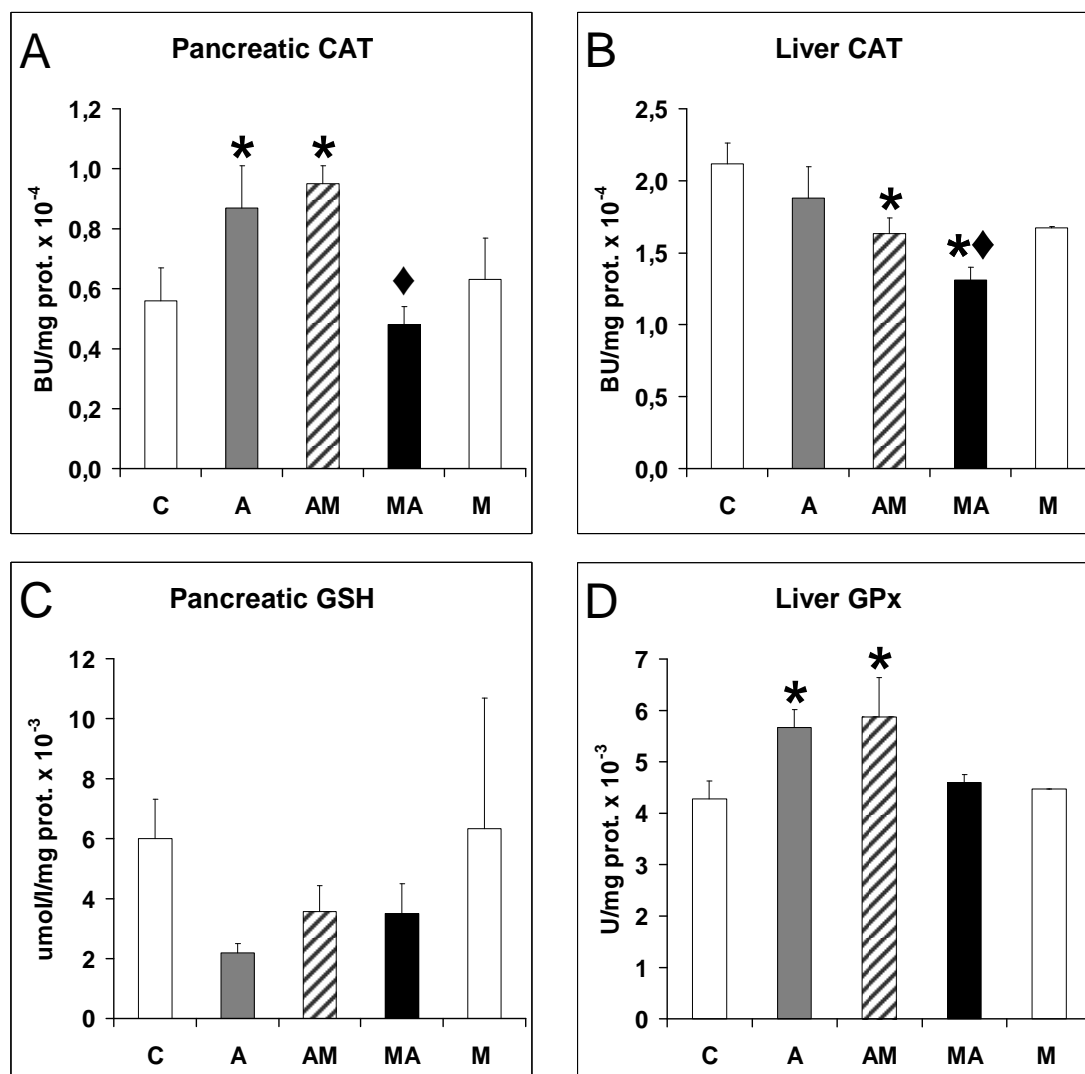 A
Pancreatic CAT
BU/mg prot. x 10⁻⁴
1,2
1,0
0,8
0,6
0,4
0,2
0,0
*
*
♦
C A AM MA M
B
Liver CAT
BU/mg prot. x 10⁻⁴
2,5
2,0
1,5
1,0
0,5
0,0
*
*♦
C A AM MA M
C
Pancreatic GSH
umol/l/mg prot. x 10⁻³
12
10
8
6
4
2
0
C A AM MA M
D
Liver GPx
U/mg prot. x 10⁻³
7
6
5
4
3
2
1
0
*
*
C A AM MA M